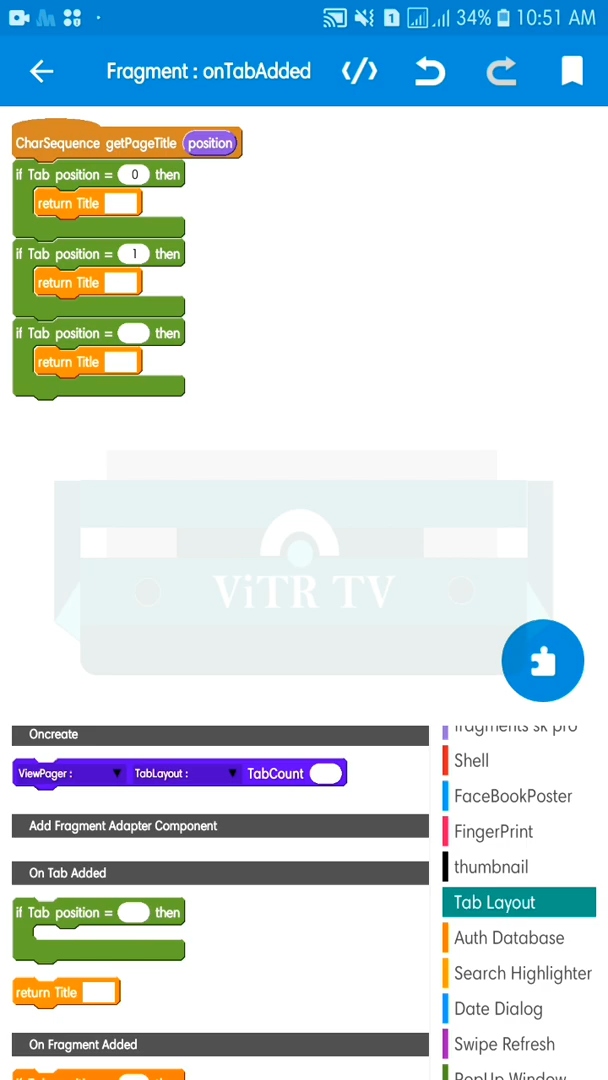 1 34% 10:51 AM
Fragment : onTabAdded
CharSequence getPageTitle position
if Tab position = 0 then
return Title
if Tab position = 1 then
return Title
if Tab position = then
return Title
ViTR TV
Oncreate
ViewPager : TabLayout : TabCount
Add Fragment Adapter Component
On Tab Added
if Tab position = then
return Title
On Fragment Added
fragments sk pro
Shell
FaceBookPoster
FingerPrint
thumbnail
Tab Layout
Auth Database
Search Highlighter
Date Dialog
Swipe Refresh
PopUp Window